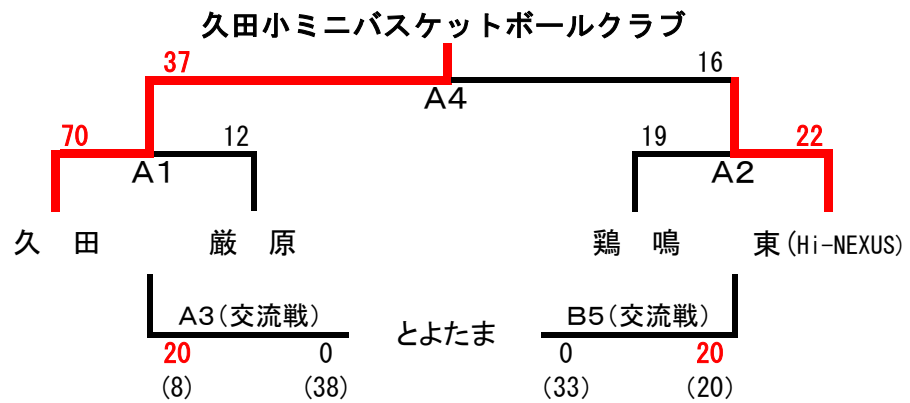 久田小ミニバスケットボールクラブ
37 16
A4
70 12 19 22
A1 A2
久 田 厳 原 鶏 鳴 東(Hi-NEXUS)
A3(交流戦) とよたま B5(交流戦)
20 0 0 20
(8) (38) (33) (20)